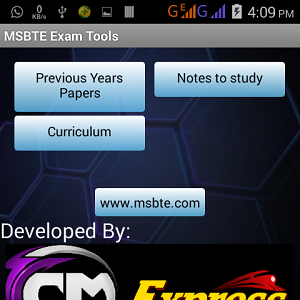 0
KB/s
G E G 4:09 PM
MSBTE Exam Tools
Previous Years
Papers
Notes to study
Curriculum
www.msbte.com
Developed By:
CM Express